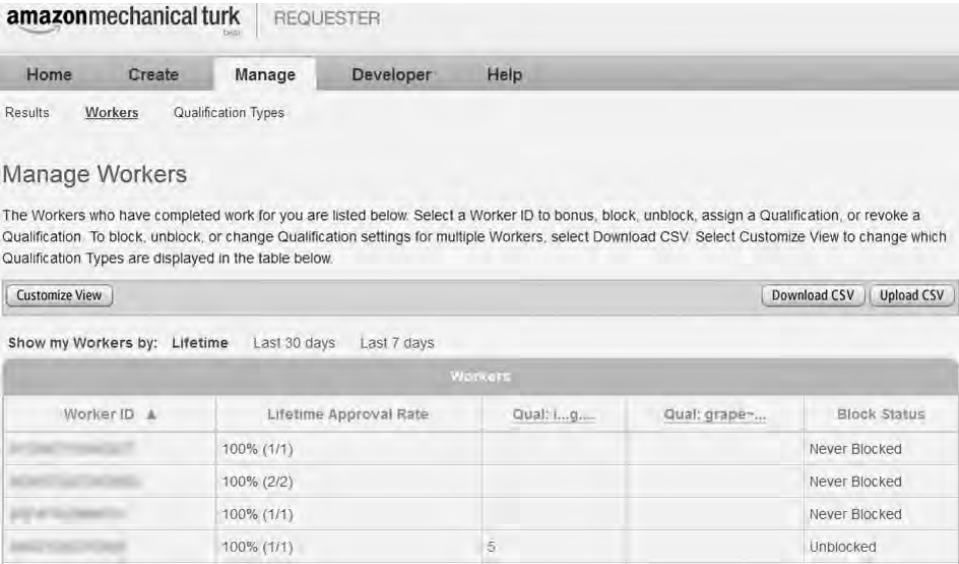 amazonmechanical turk REQUESTER
beta
Home Create Manage Developer Help
Results Workers Qualification Types
Manage Workers
The Workers who have completed work for you are listed below. Select a Worker ID to bonus, block, unblock, assign a Qualification, or revoke a
Qualification. To block, unblock, or change Qualification settings for multiple Workers, select Download CSV. Select Customize View to change which
Qualification Types are displayed in the table below.
Customize View Download CSV Upload CSV
Show my Workers by: Lifetime Last 30 days Last 7 days
Workers
Worker ID ▲ Lifetime Approval Rate Qual: i...g.... Qual: grape~... Block Status
100% (1/1) Never Blocked
100% (2/2) Never Blocked
100% (1/1) Never Blocked
100% (1/1) 5 Unblocked